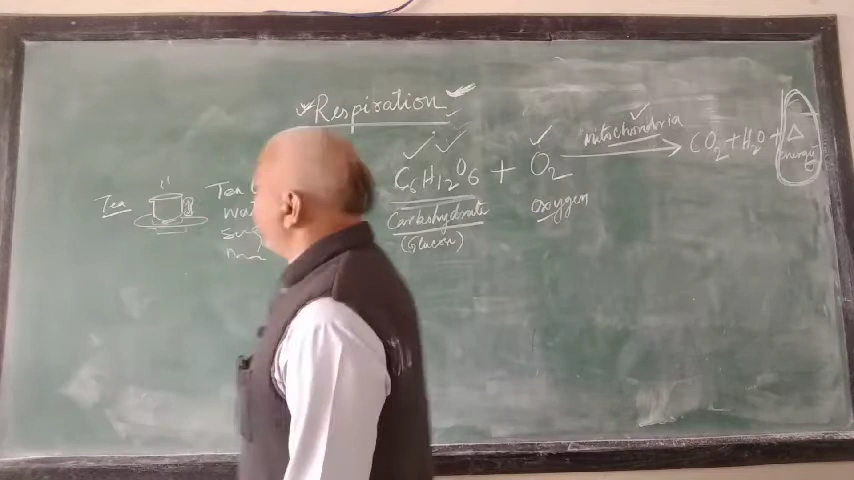 Respiration
mitochondria
C6H12O6 + O2 → CO2 + H2O + Δ
energy
Carbohydrate oxygen
(Glucose)
Tea
Tea